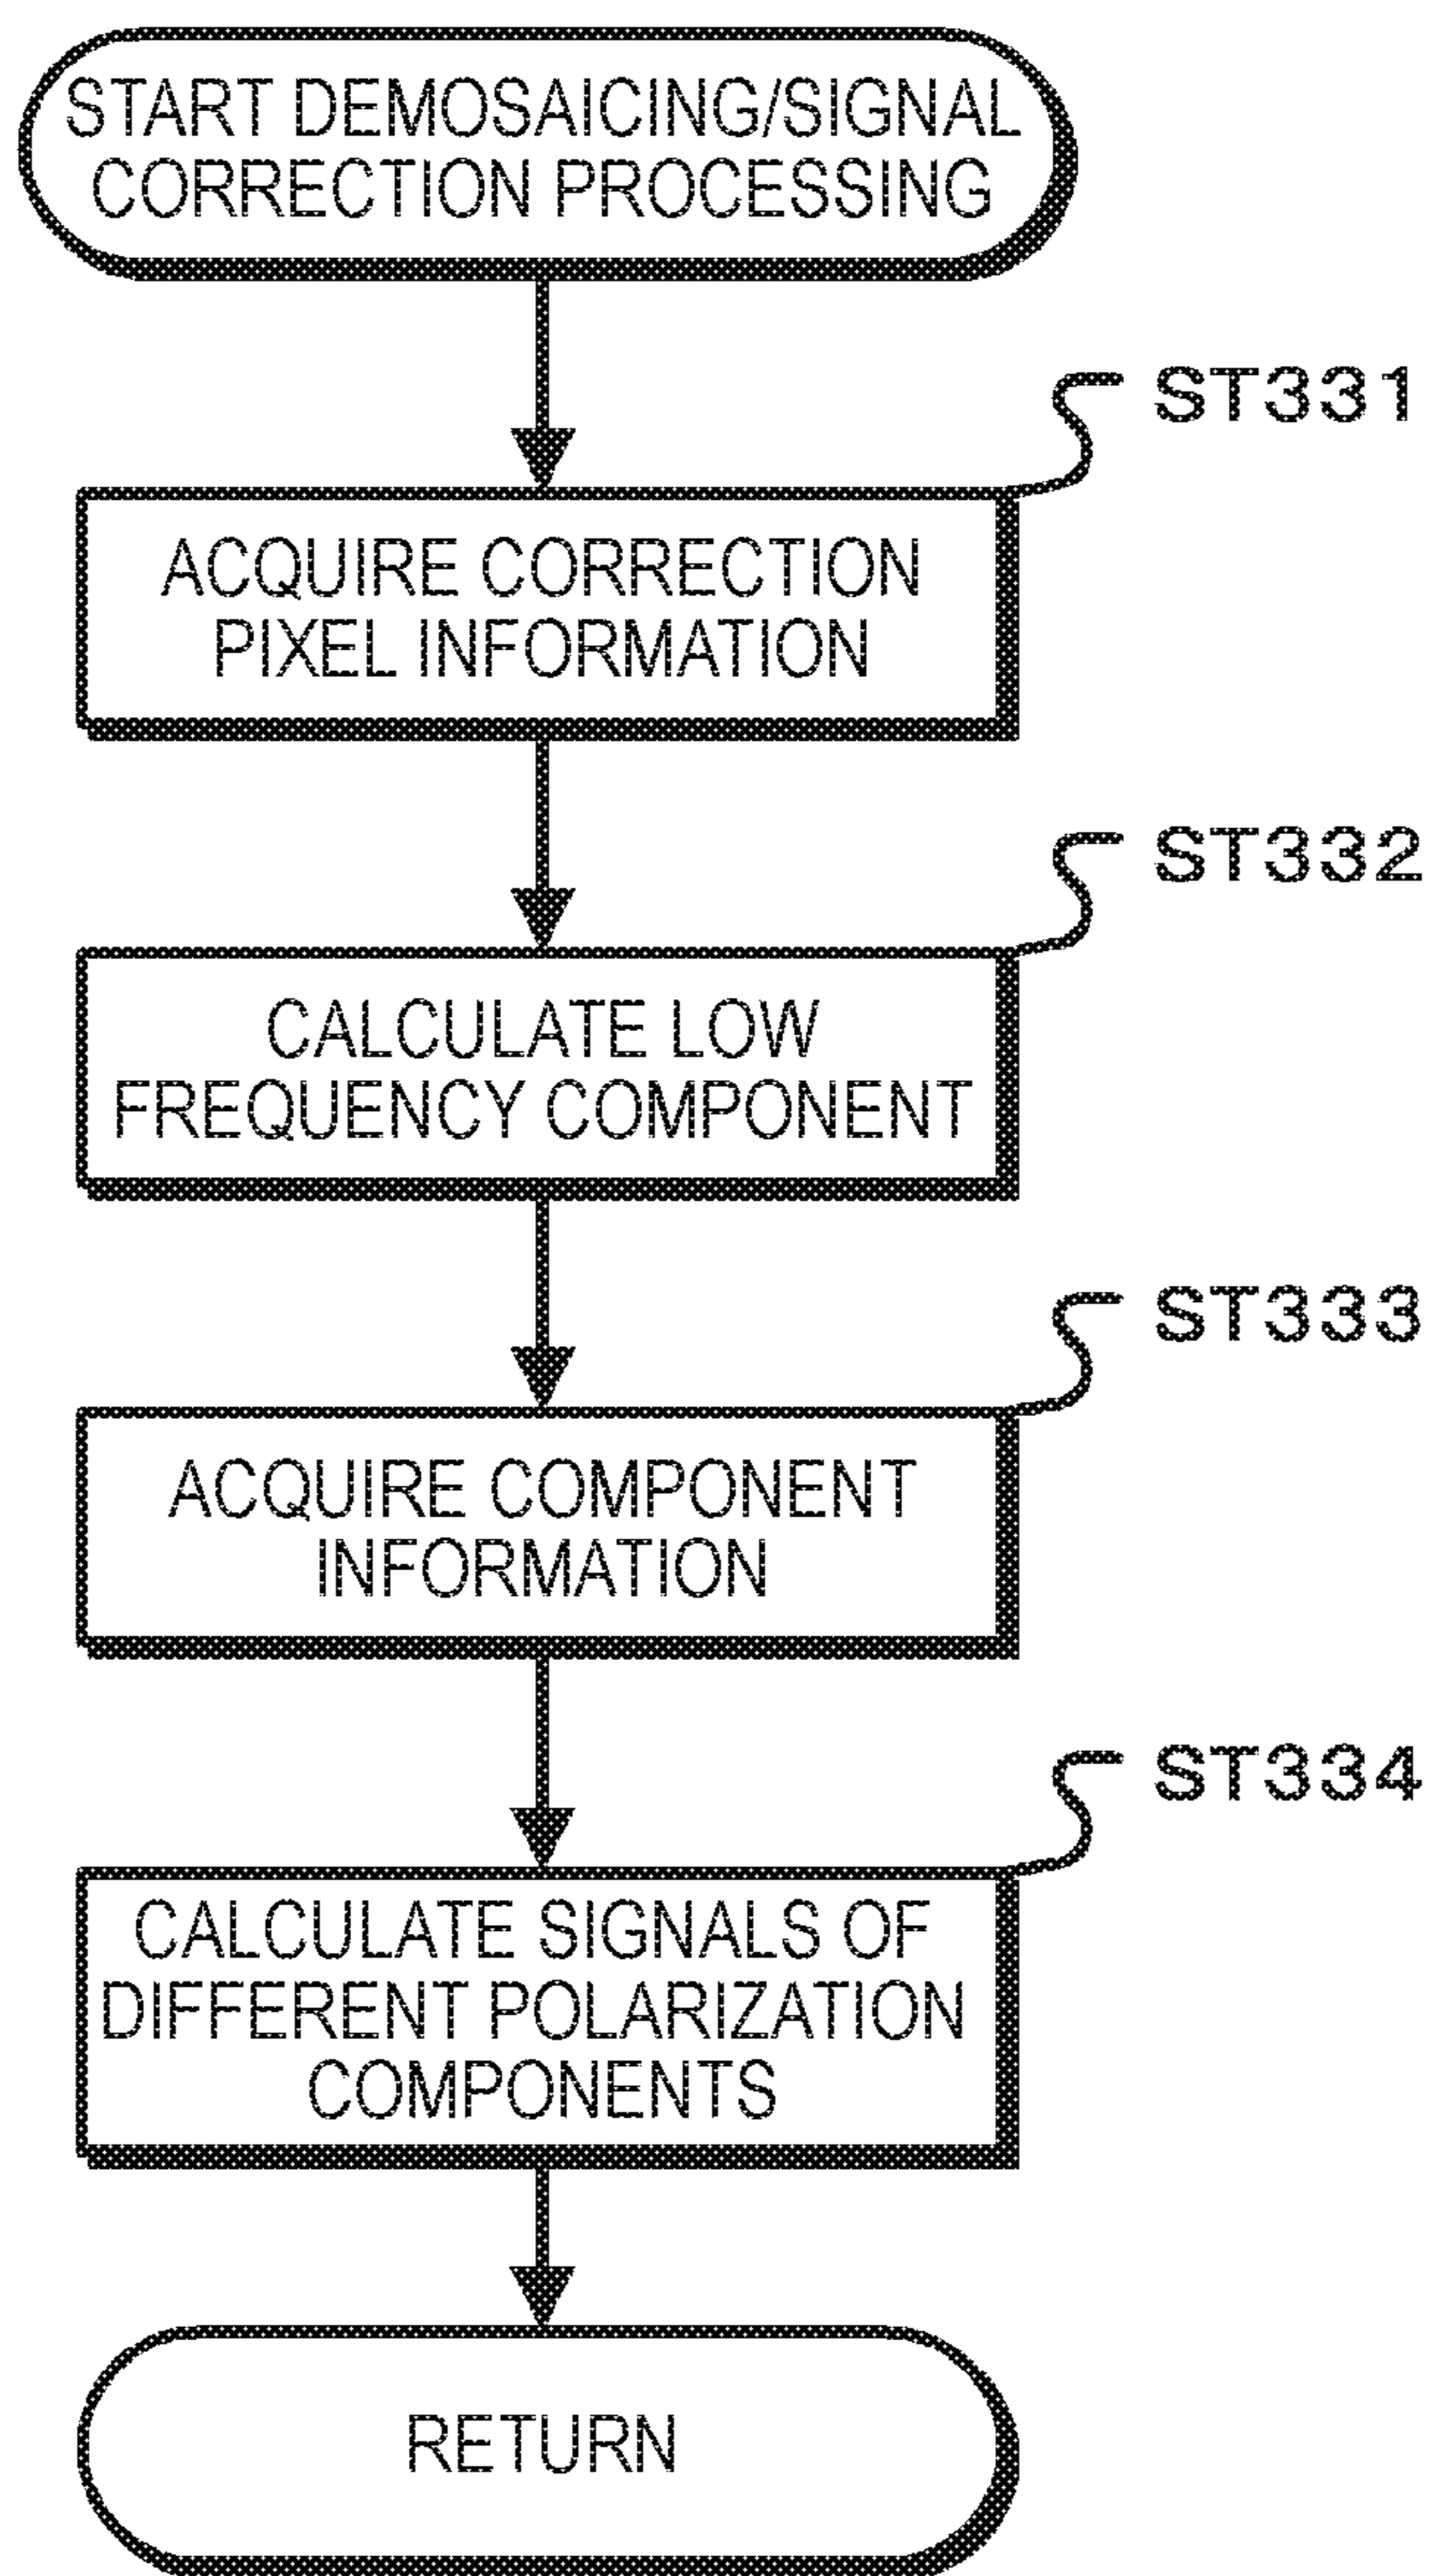 START DEMOSAICING/SIGNAL
CORRECTION PROCESSING
ST331
ACQUIRE CORRECTION
PIXEL INFORMATION
ST332
CALCULATE LOW
FREQUENCY COMPONENT
ST333
ACQUIRE COMPONENT
INFORMATION
ST334
CALCULATE SIGNALS OF
DIFFERENT POLARIZATION
COMPONENTS
RETURN